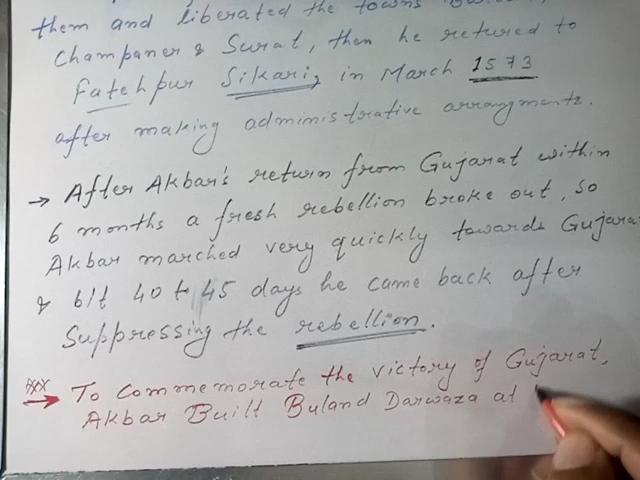 them and liberated the towns
Champaner & Surat, then he retured to
Fatehpur Sikari, in March 1573
after making administrative arrangments.
→ After Akbar's return from Gujarat within
6 months a fresh rebellion broke out, so
Akbar marched very quickly towards Gujara
& b/t 40 to 45 days he came back after
Suppressing the rebellion.
→ To Commemorate the victory of Gujarat,
Akbar Built Buland Darwaza at